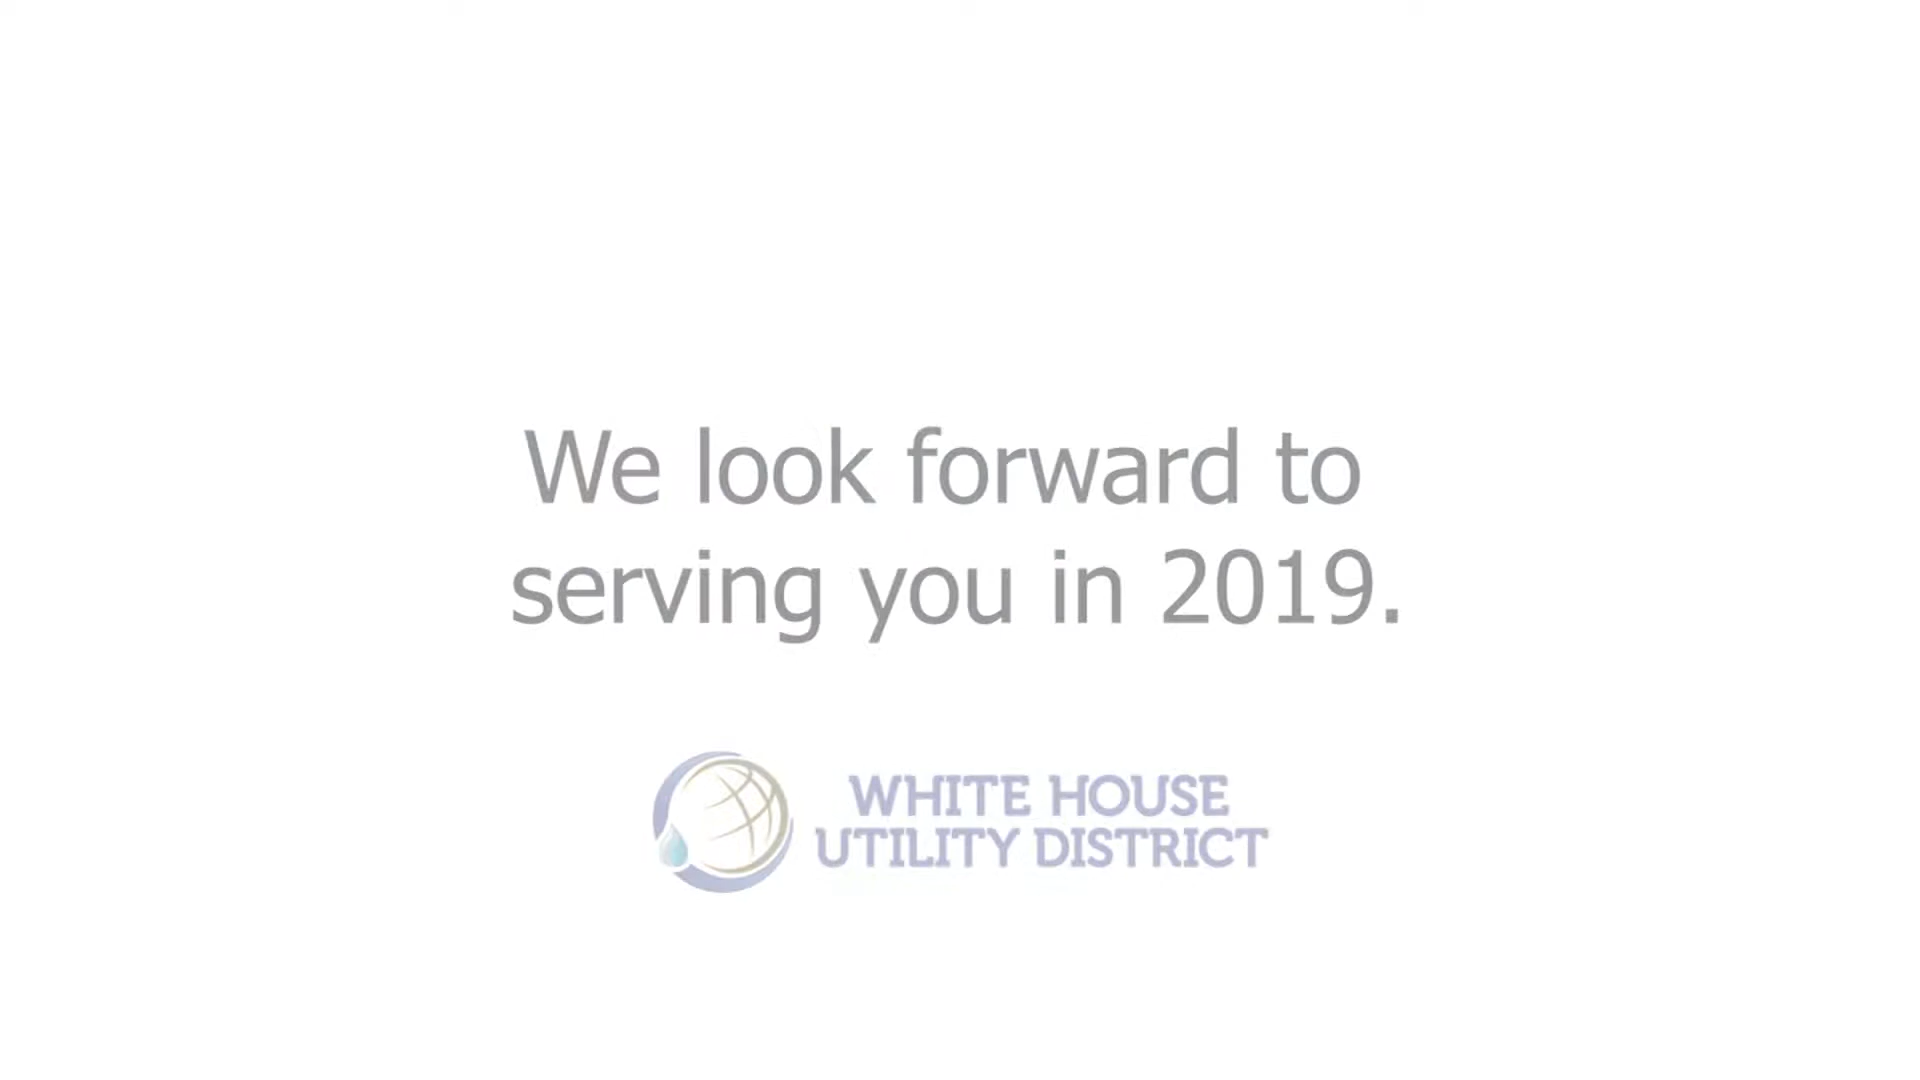 We look forward to
serving you in 2019.
WHITE HOUSE
UTILITY DISTRICT